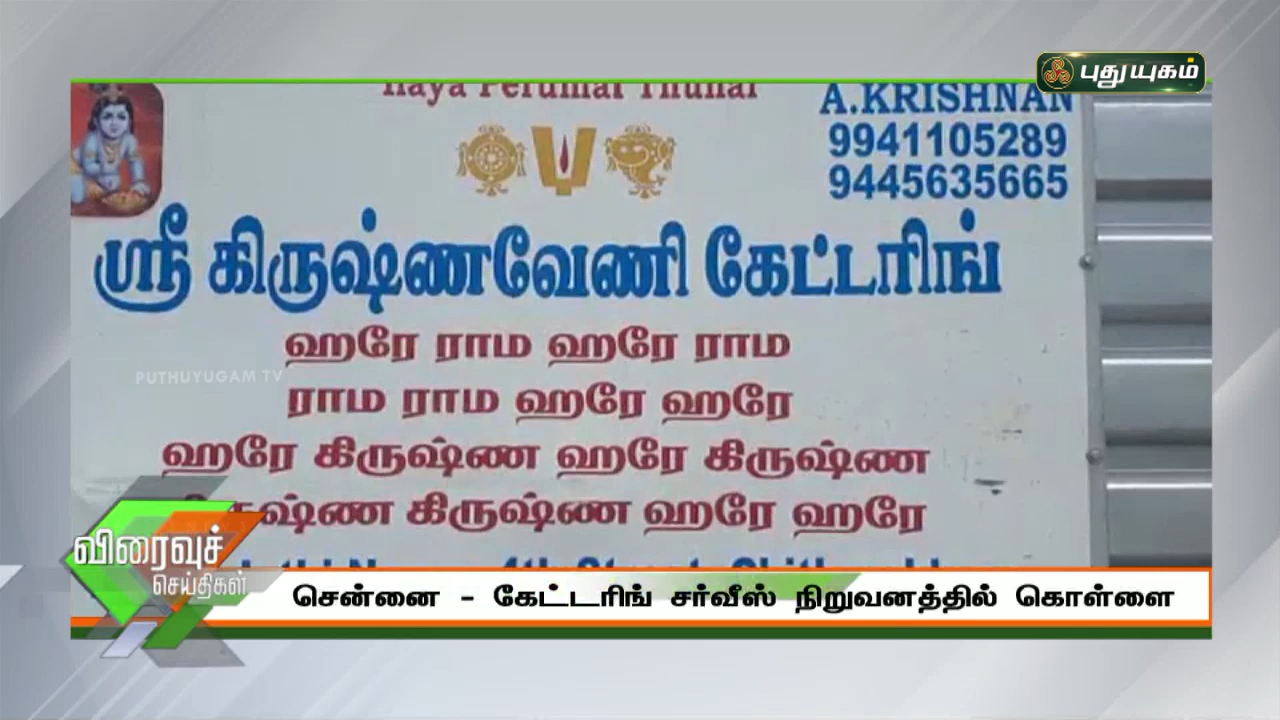 புதுயுகம்
A.KRISHNAN
9941105289
9445635665
ஸ்ரீ கிருஷ்ணவேணி கேட்டரிங்
ஹரே ராம ஹரே ராம
PUTHUYUGAM TV
ராம ராம ஹரே ஹரே
ஹரே கிருஷ்ண ஹரே கிருஷ்ண
கிருஷ்ண கிருஷ்ண ஹரே ஹரே
விரைவுச்
செய்திகள்
சென்னை - கேட்டரிங் சர்வீஸ் நிறுவனத்தில் கொள்ளை